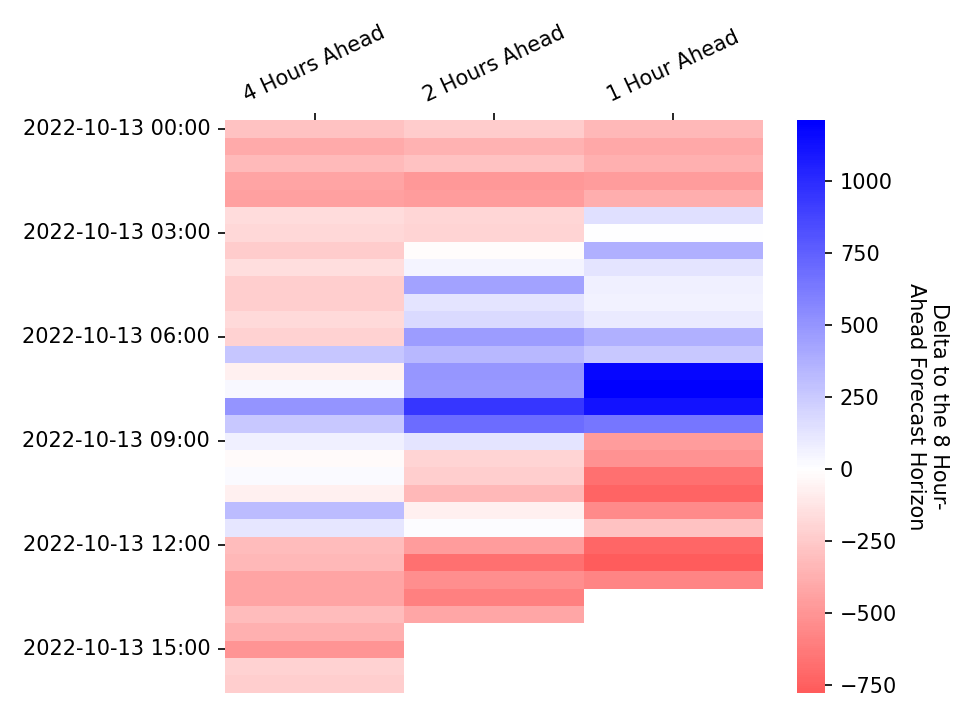 4 Hours Ahead
2 Hours Ahead
1 Hour Ahead
2022-10-13 00:00
2022-10-13 03:00
2022-10-13 06:00
2022-10-13 09:00
2022-10-13 12:00
2022-10-13 15:00
1000
750
500
250
0
−250
−500
−750
Delta to the 8 Hour-
Ahead Forecast Horizon